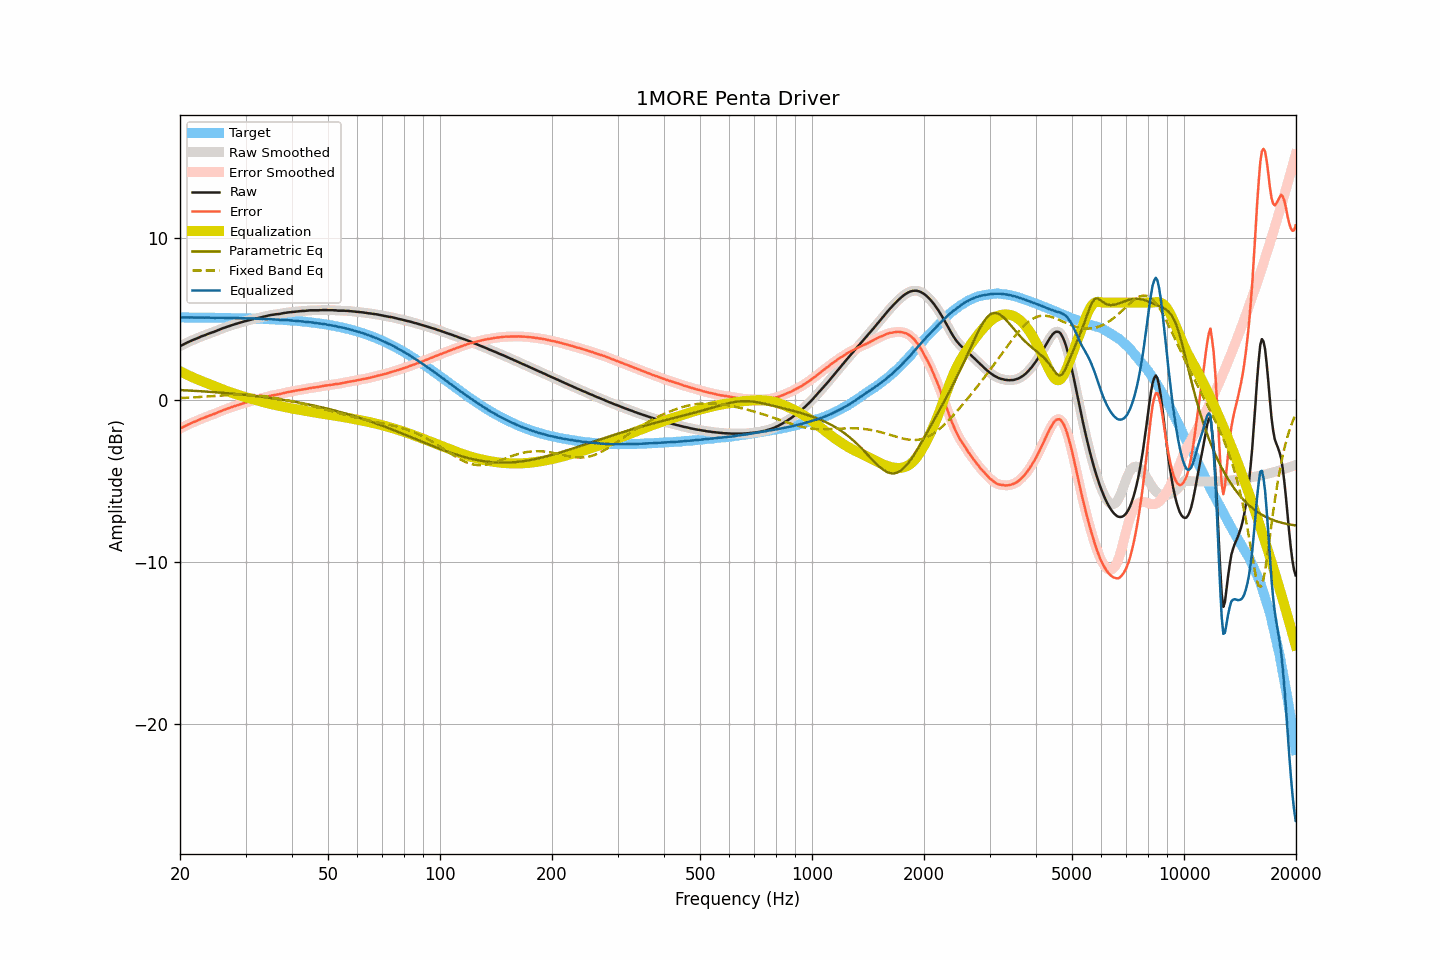 1MORE Penta Driver
Target
Raw Smoothed
Error Smoothed
Raw
Error
Equalization
Parametric Eq
Fixed Band Eq
Equalized
10
0
−10
−20
Amplitude (dBr)
20 50 100 200 500 1000 2000 5000 10000 20000
Frequency (Hz)